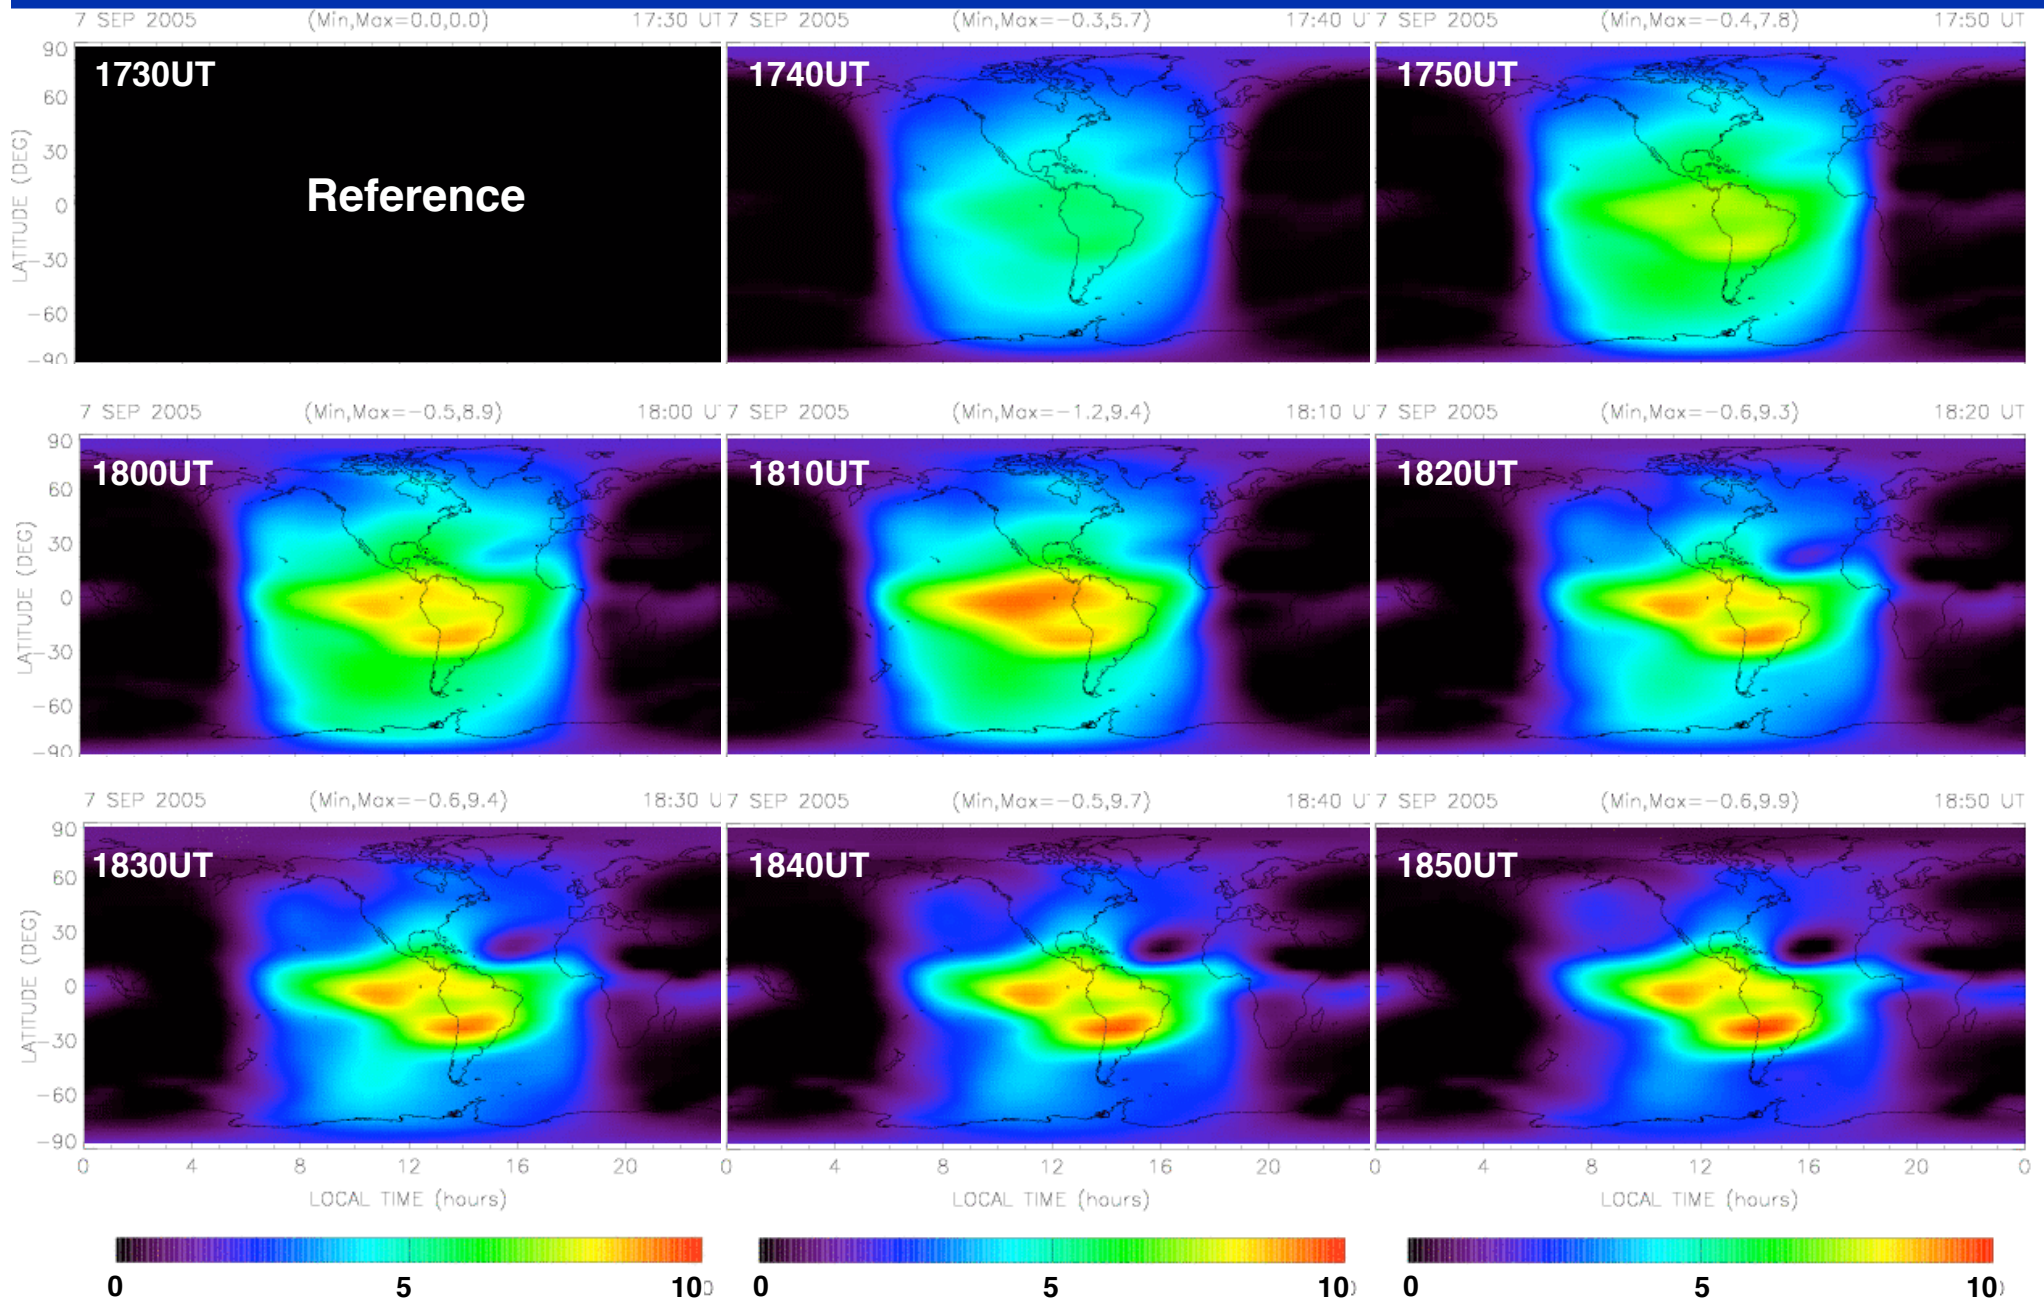 7 SEP 2005 (Min,Max=0.0,0.0) 17:30 UT
7 SEP 2005 (Min,Max=−0.3,5.7) 17:40 U
7 SEP 2005 (Min,Max=−0.4,7.8) 17:50 UT
90
60
30
0
−30
−60
−90
LATITUDE (DEG)
1730UT
Reference
1740UT
1750UT
7 SEP 2005 (Min,Max=−0.5,8.9) 18:00 U
7 SEP 2005 (Min,Max=−1.2,9.4) 18:10 U
7 SEP 2005 (Min,Max=−0.6,9.3) 18:20 UT
90
60
30
0
−30
−60
−90
LATITUDE (DEG)
1800UT
1810UT
1820UT
7 SEP 2005 (Min,Max=−0.6,9.4) 18:30 U
7 SEP 2005 (Min,Max=−0.5,9.7) 18:40 U
7 SEP 2005 (Min,Max=−0.6,9.9) 18:50 UT
90
60
30
0
−30
−60
−90
LATITUDE (DEG)
1830UT
1840UT
1850UT
0 4 8 12 16 20
0 4 8 12 16 20
0 4 8 12 16 20 0
LOCAL TIME (hours)
LOCAL TIME (hours)
LOCAL TIME (hours)
0 5 10
0 5 10
0 5 10